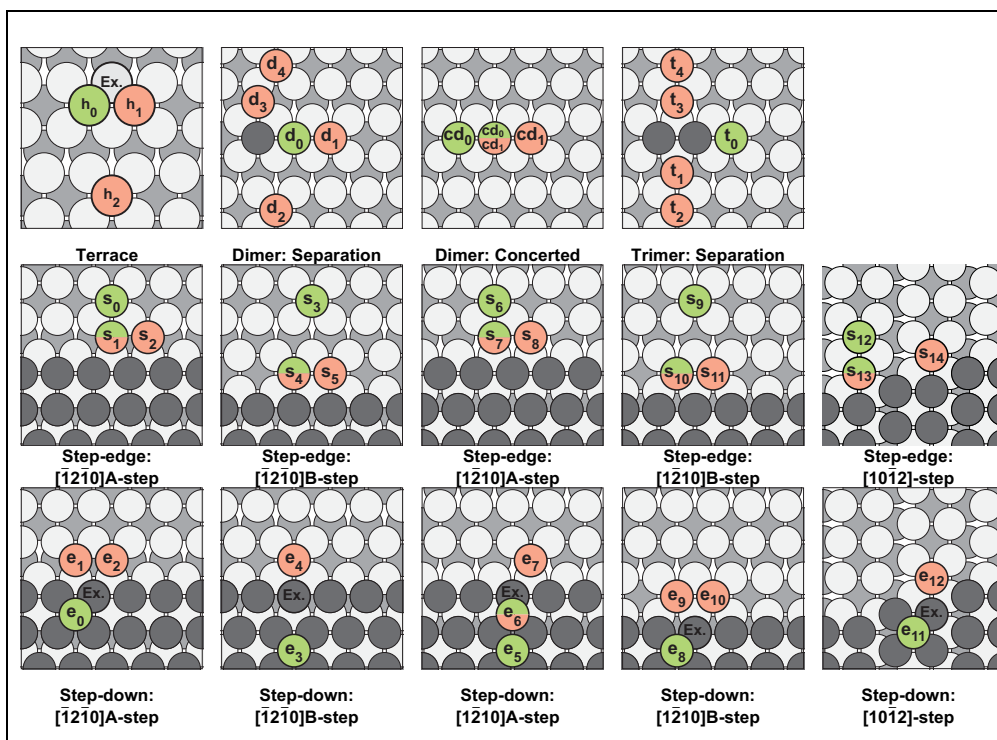 Ex.
h₀ h₁
h₂
d₄
d₃
d₀ d₁
d₂
cd₀ cd₀ cd₁
cd₁
t₄
t₃
t₀
t₁
t₂
Terrace
Dimer: Separation
Dimer: Concerted
Trimer: Separation
s₀
s₁ s₂
s₃
s₄ s₅
s₆
s₇ s₈
s₉
s₁₀ s₁₁
s₁₂
s₁₃ s₁₄
Step-edge:
[1̄21̄0]A-step
Step-edge:
[1̄21̄0]B-step
Step-edge:
[12̄10]A-step
Step-edge:
[12̄10]B-step
Step-edge:
[101̄2]-step
e₁ e₂
Ex.
e₀
e₄
Ex.
e₃
e₇
Ex.
e₆
e₅
e₉ e₁₀
Ex.
e₈
e₁₂
Ex.
e₁₁
Step-down:
[1̄21̄0]A-step
Step-down:
[1̄21̄0]B-step
Step-down:
[12̄10]A-step
Step-down:
[12̄10]B-step
Step-down:
[101̄2]-step